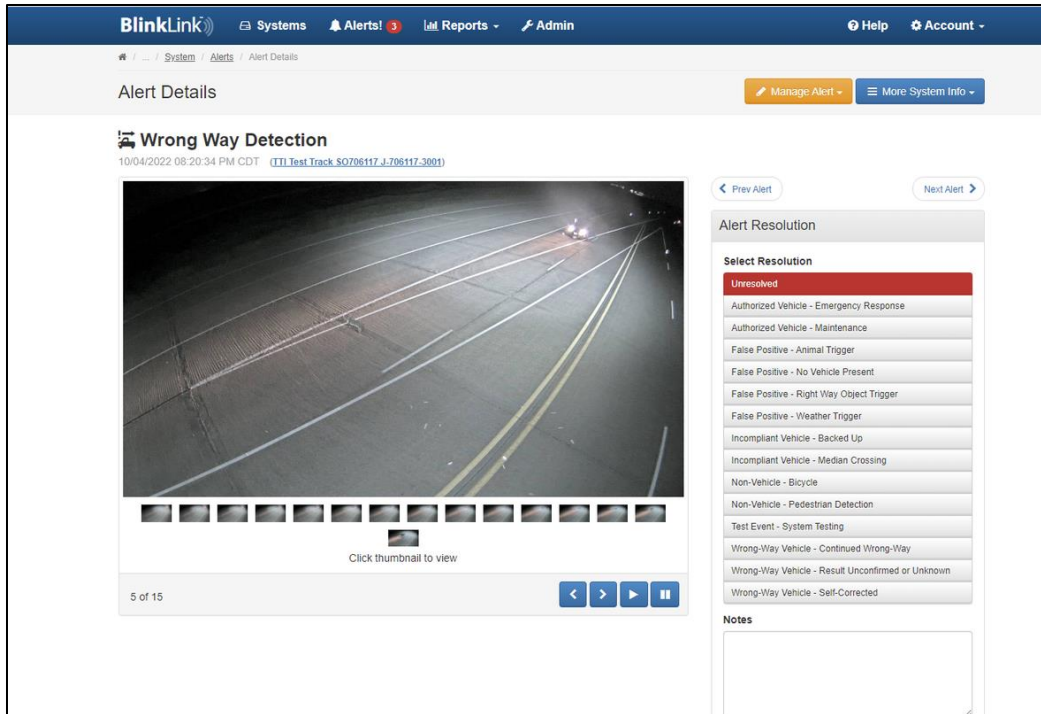 BlinkLink Systems Alerts! 3 Reports Admin Help Account
/ ... / System / Alerts / Alert Details
Alert Details Manage Alert More System Info
Wrong Way Detection
10/04/2022 08:20:34 PM CDT (TTI Test Track SO706117 J-706117-3001)
Prev Alert Next Alert
Alert Resolution
Select Resolution
Unresolved
Authorized Vehicle - Emergency Response
Authorized Vehicle - Maintenance
False Positive - Animal Trigger
False Positive - No Vehicle Present
False Positive - Right Way Object Trigger
False Positive - Weather Trigger
Incompliant Vehicle - Backed Up
Incompliant Vehicle - Median Crossing
Non-Vehicle - Bicycle
Non-Vehicle - Pedestrian Detection
Test Event - System Testing
Wrong-Way Vehicle - Continued Wrong-Way
Wrong-Way Vehicle - Result Unconfirmed or Unknown
Wrong-Way Vehicle - Self-Corrected
Notes
Click thumbnail to view
5 of 15